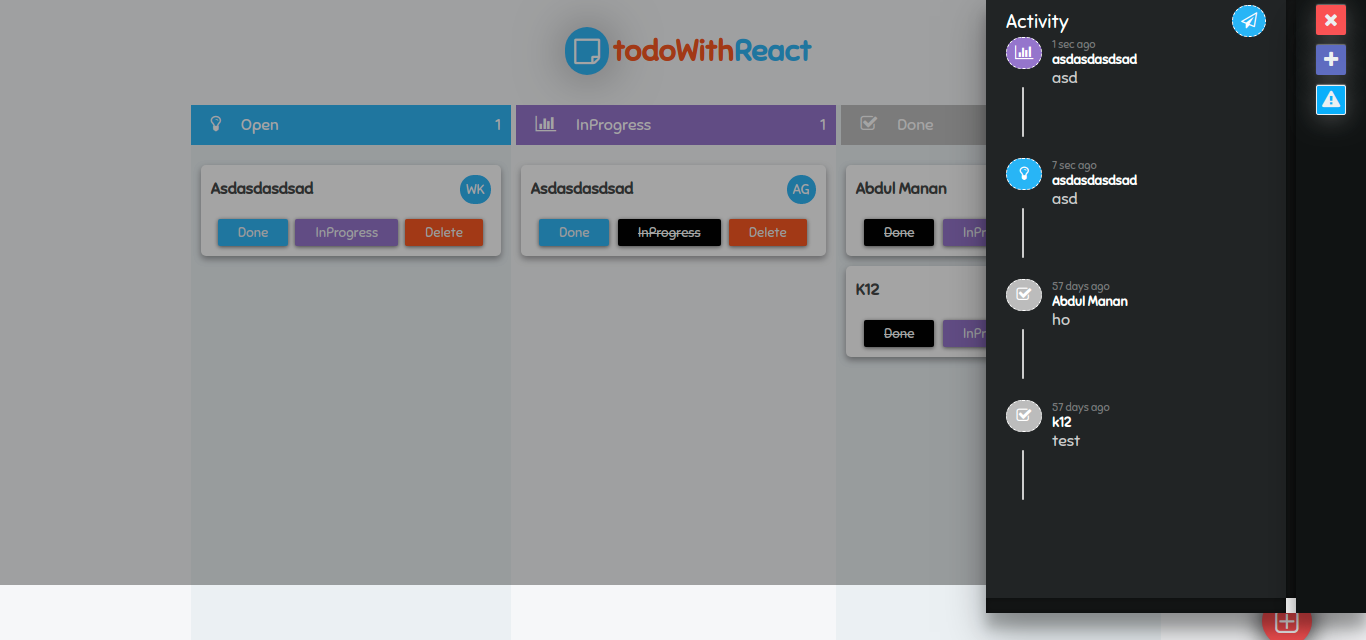 todoWithReact
Open 1
InProgress 1
Done
Asdasdasdsad WK
Done InProgress Delete
Asdasdasdsad AG
Done InProgress Delete
Abdul Manan
Done InPr
K12
Done InPr
Activity
1 sec ago
asdasdasdsad
asd
7 sec ago
asdasdasdsad
asd
57 days ago
Abdul Manan
ho
57 days ago
k12
test